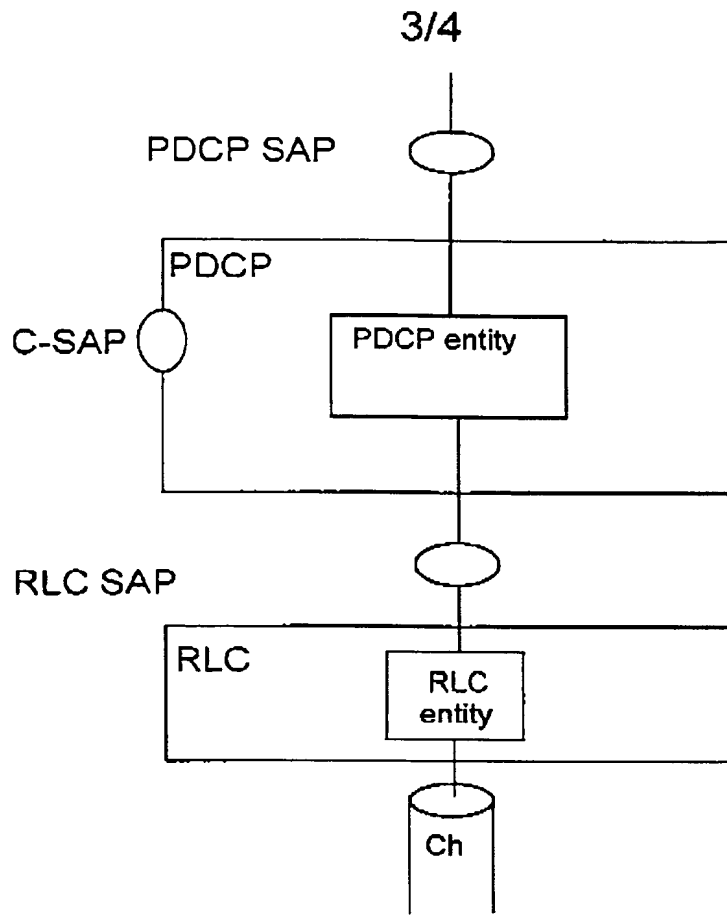 3/4
PDCP SAP
PDCP
C-SAP
PDCP entity
RLC SAP
RLC
RLC
entity
Ch